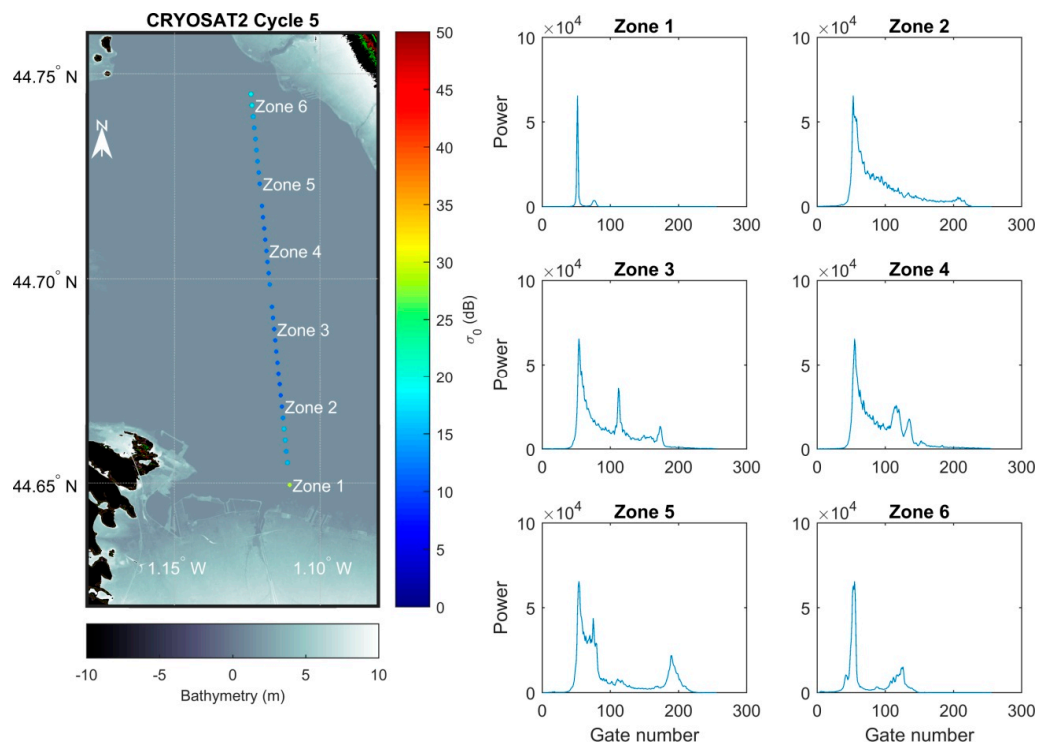 CRYOSAT2 Cycle 5
44.75° N
44.70° N
44.65° N
N
Zone 6
Zone 5
Zone 4
Zone 3
Zone 2
Zone 1
1.15° W
1.10° W
50
45
40
35
30
25
20
15
10
5
0
σ0 (dB)
-10
-5
0
5
10
Bathymetry (m)
Zone 1
×10^4
10
5
0
Power
0
100
200
300
Zone 2
×10^4
10
5
0
0
100
200
300
Zone 3
×10^4
10
5
0
Power
0
100
200
300
Zone 4
×10^4
10
5
0
0
100
200
300
Zone 5
×10^4
10
5
0
Power
0
100
200
300
Gate number
Zone 6
×10^4
10
5
0
0
100
200
300
Gate number